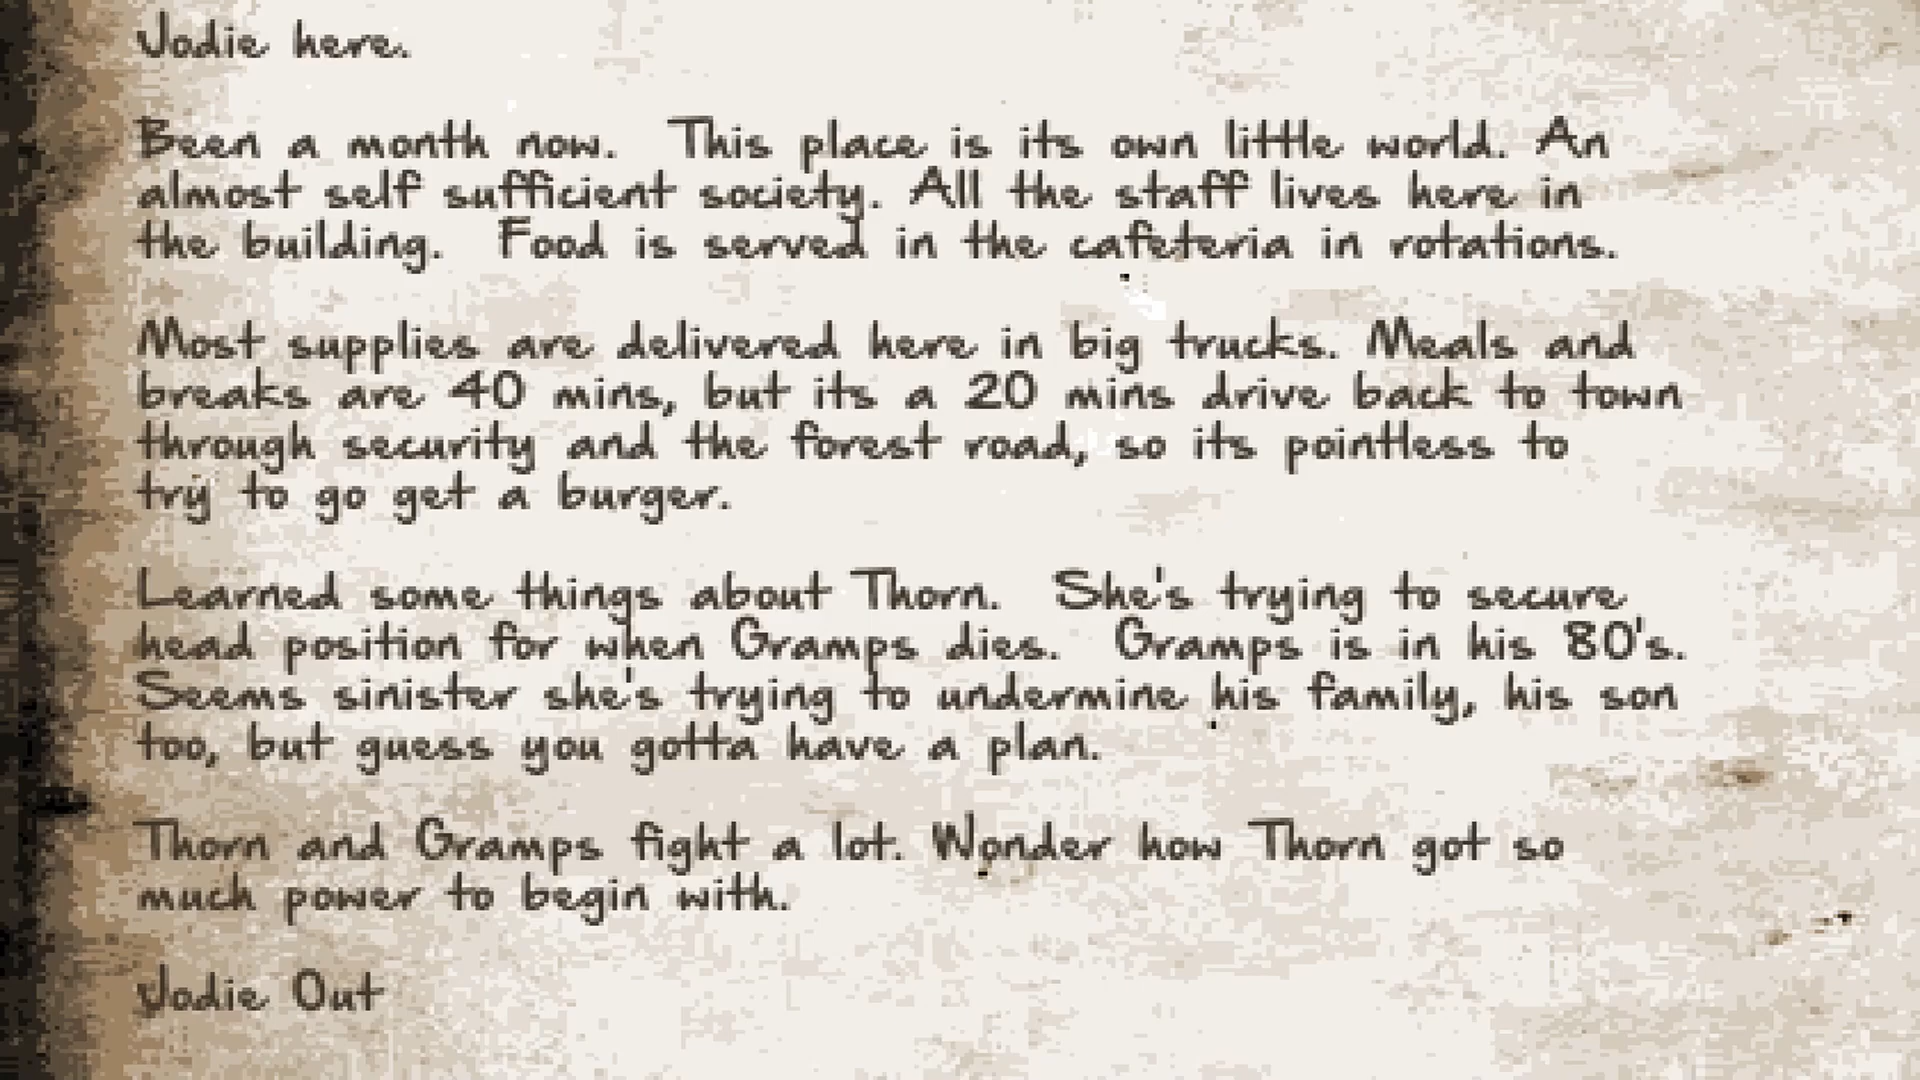 Jodie here.
Been a month now.  This place is its own little world. An
almost self sufficient society. All the staff lives here in
the building.  Food is served in the cafeteria in rotations.
Most supplies are delivered here in big trucks. Meals and
breaks are 40 mins, but its a 20 mins drive back to town
through security and the forest road, so its pointless to
try to go get a burger.
Learned some things about Thorn.  She's trying to secure
head position for when Gramps dies.  Gramps is in his 80's.
Seems sinister she's trying to undermine his family, his son
too, but guess you gotta have a plan.
Thorn and Gramps fight a lot. Wonder how Thorn got so
much power to begin with.
Jodie Out